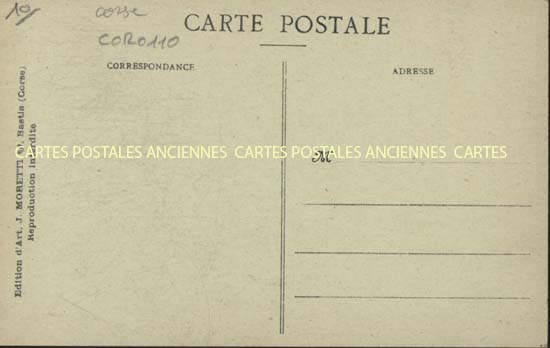 10/
corse
COR0110
CARTE POSTALE
CORRESPONDANCE
ADRESSE
CARTES POSTALES ANCIENNES CARTES POSTALES ANCIENNES CARTES
M
Edition d'Art, J. MORETTI, Bastia (Corse)
Reproduction interdite